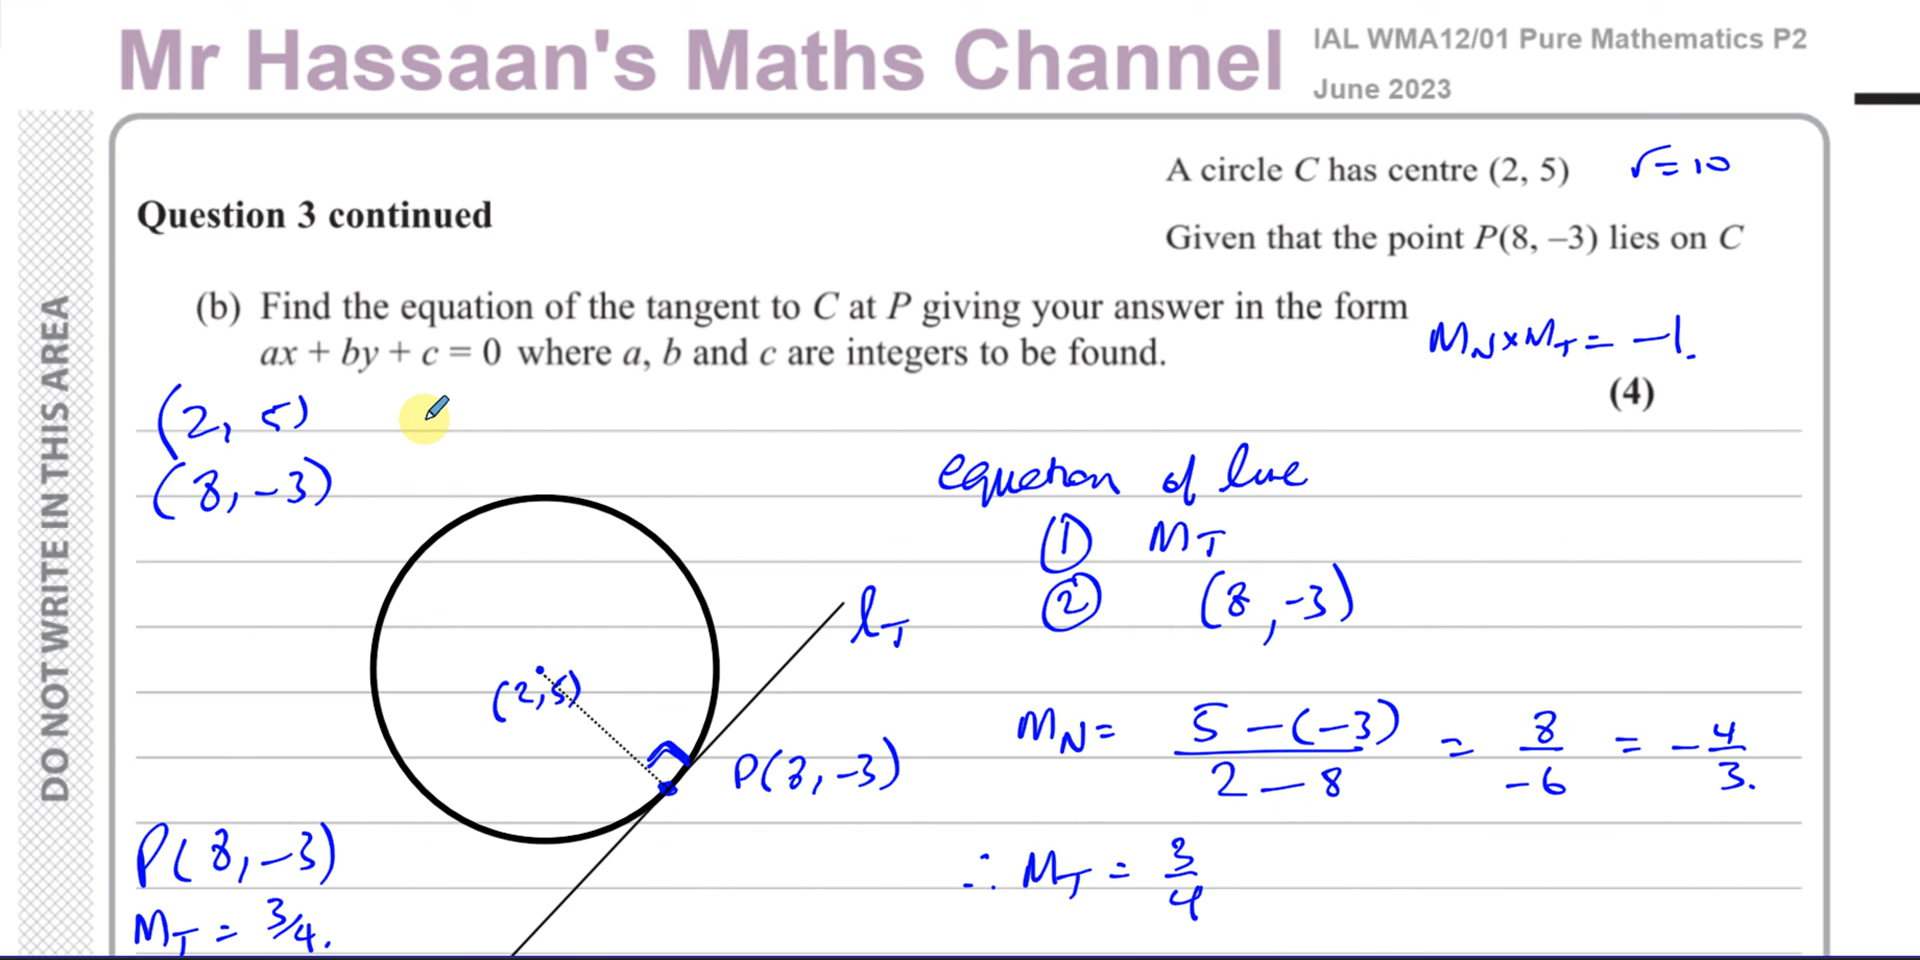 Mr Hassaan's Maths Channel
IAL WMA12/01 Pure Mathematics P2
June 2023
DO NOT WRITE IN THIS AREA
A circle C has centre (2, 5) r = 10
Question 3 continued
Given that the point P(8, –3) lies on C
(b) Find the equation of the tangent to C at P giving your answer in the form
ax + by + c = 0 where a, b and c are integers to be found.
M_N × M_T = -1.
(4)
(2, 5)
(8, -3)
equation of line
① M_T
② (8, -3)
l_T
(2,5)
P(8, -3)
M_N = \frac{5-(-3)}{2-8} = \frac{8}{-6} = -\frac{4}{3}.
∴ M_T = \frac{3}{4}
P(8, -3)
M_T = 3/4.